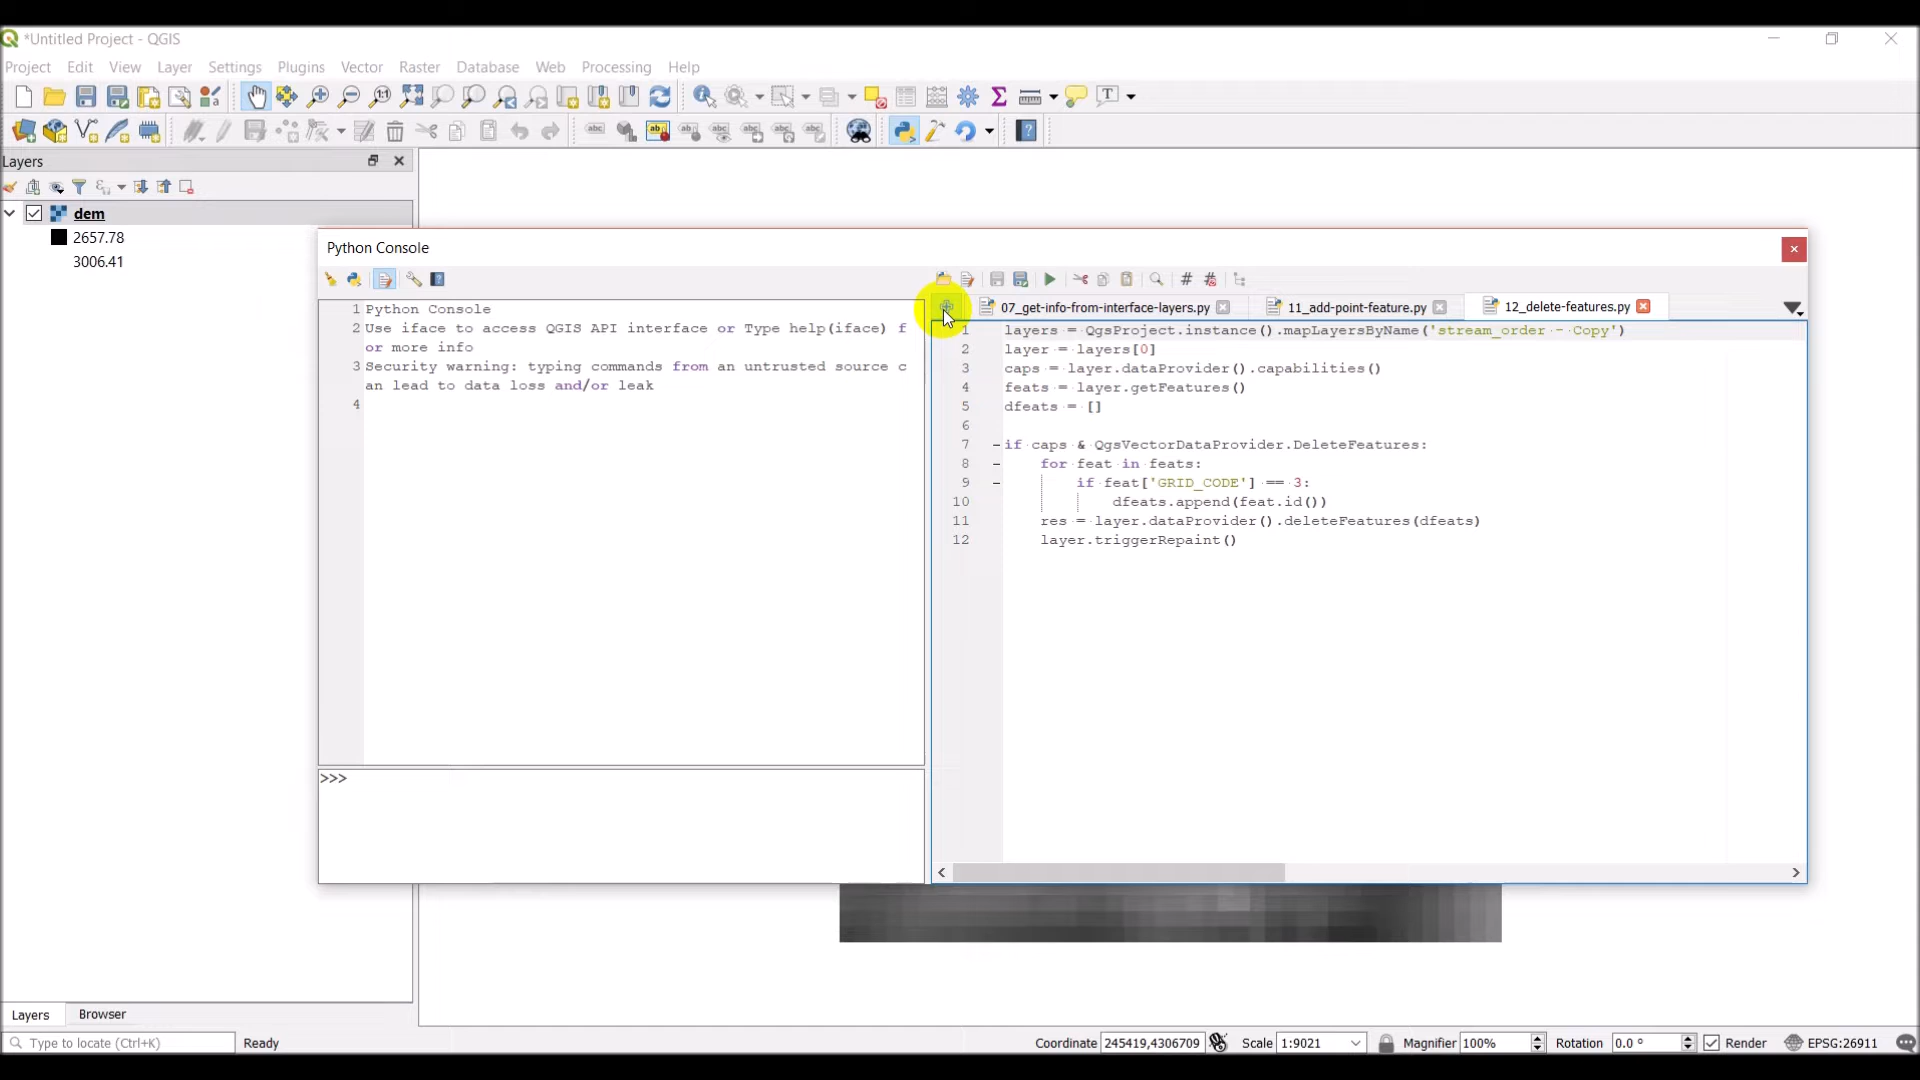 *Untitled Project - QGIS
Project Edit View Layer Settings Plugins Vector Raster Database Web Processing Help
Layers
dem
2657.78
3006.41
Python Console
07_get-info-from-interface-layers.py
11_add-point-feature.py
12_delete-features.py
1 Python Console
2 Use iface to access QGIS API interface or Type help(iface) f
or more info
3 Security warning: typing commands from an untrusted source c
an lead to data loss and/or leak
4
>>>
1 layers = QgsProject.instance().mapLayersByName('stream_order - Copy')
2 layer = layers[0]
3 caps = layer.dataProvider().capabilities()
4 feats = layer.getFeatures()
5 dfeats = []
6
7 if caps & QgsVectorDataProvider.DeleteFeatures:
8 for feat in feats:
9 if feat['GRID_CODE'] == 3:
10 dfeats.append(feat.id())
11 res = layer.dataProvider().deleteFeatures(dfeats)
12 layer.triggerRepaint()
Layers Browser
Type to locate (Ctrl+K) Ready Coordinate 245419,4306709 Scale 1:9021 Magnifier 100% Rotation 0.0 ° Render EPSG:26911